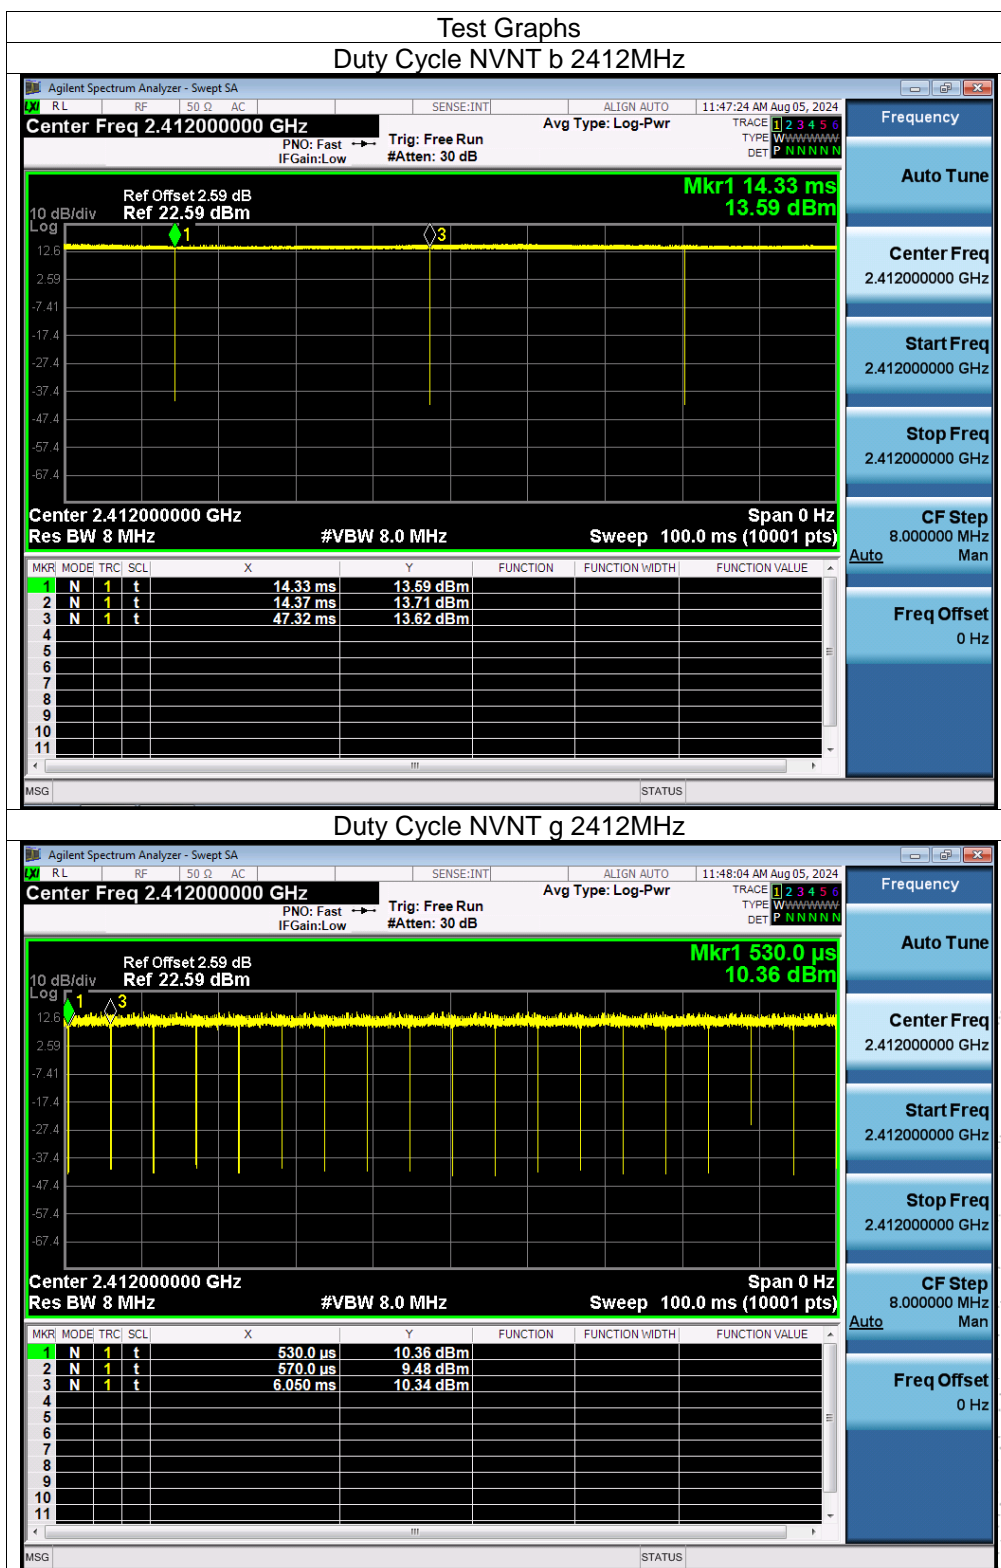 Test Graphs
Duty Cycle NVNT b 2412MHz
Agilent Spectrum Analyzer - Swept SA
LXI RL RF 50 Ω AC SENSE:INT ALIGN AUTO 11:47:24 AM Aug 05, 2024
Center Freq 2.412000000 GHz
PNO: Fast
IFGain:Low
Trig: Free Run
#Atten: 30 dB
Avg Type: Log-Pwr
TRACE 1 2 3 4 5 6
TYPE WWWWWW
DET P N N N N N
Frequency
Auto Tune
Center Freq
2.412000000 GHz
Start Freq
2.412000000 GHz
Stop Freq
2.412000000 GHz
CF Step
8.000000 MHz
Auto Man
Freq Offset
0 Hz
Mkr1 14.33 ms
13.59 dBm
Ref Offset 2.59 dB
10 dB/div Ref 22.59 dBm
Log
1 3
12.6
2.59
-7.41
-17.4
-27.4
-37.4
-47.4
-57.4
-67.4
Center 2.412000000 GHz Span 0 Hz
Res BW 8 MHz #VBW 8.0 MHz Sweep 100.0 ms (10001 pts)
MKR MODE TRC SCL X Y FUNCTION FUNCTION WIDTH FUNCTION VALUE
1 N 1 t 14.33 ms 13.59 dBm
2 N 1 t 14.37 ms 13.71 dBm
3 N 1 t 47.32 ms 13.62 dBm
4
5
6
7
8
9
10
11
MSG STATUS
Duty Cycle NVNT g 2412MHz
Agilent Spectrum Analyzer - Swept SA
LXI RL RF 50 Ω AC SENSE:INT ALIGN AUTO 11:48:04 AM Aug 05, 2024
Center Freq 2.412000000 GHz
PNO: Fast
IFGain:Low
Trig: Free Run
#Atten: 30 dB
Avg Type: Log-Pwr
TRACE 1 2 3 4 5 6
TYPE WWWWWW
DET P N N N N N
Frequency
Auto Tune
Center Freq
2.412000000 GHz
Start Freq
2.412000000 GHz
Stop Freq
2.412000000 GHz
CF Step
8.000000 MHz
Auto Man
Freq Offset
0 Hz
Mkr1 530.0 µs
10.36 dBm
Ref Offset 2.59 dB
10 dB/div Ref 22.59 dBm
Log
1 3
12.6
2.59
-7.41
-17.4
-27.4
-37.4
-47.4
-57.4
-67.4
Center 2.412000000 GHz Span 0 Hz
Res BW 8 MHz #VBW 8.0 MHz Sweep 100.0 ms (10001 pts)
MKR MODE TRC SCL X Y FUNCTION FUNCTION WIDTH FUNCTION VALUE
1 N 1 t 530.0 µs 10.36 dBm
2 N 1 t 570.0 µs 9.48 dBm
3 N 1 t 6.050 ms 10.34 dBm
4
5
6
7
8
9
10
11
MSG STATUS